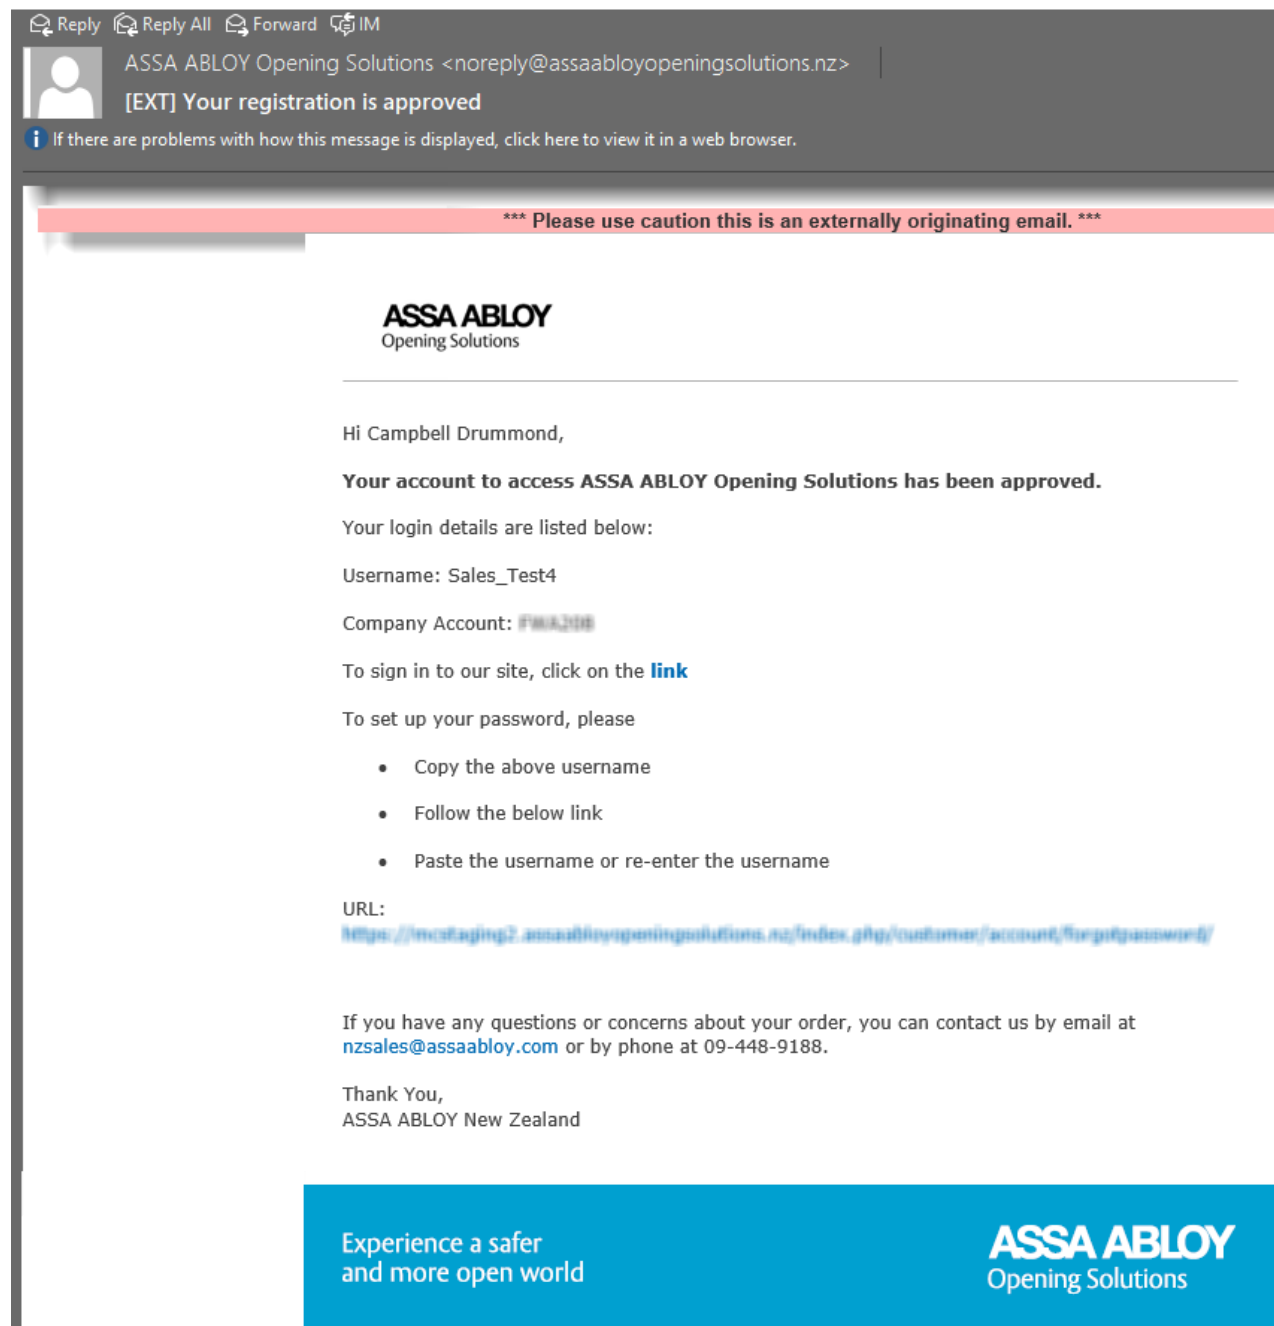 Reply Reply All Forward IM
ASSA ABLOY Opening Solutions <noreply@assaabloyopeningsolutions.nz>
[EXT] Your registration is approved
If there are problems with how this message is displayed, click here to view it in a web browser.
*** Please use caution this is an externally originating email. ***
ASSA ABLOY
Opening Solutions
Hi Campbell Drummond,
Your account to access ASSA ABLOY Opening Solutions has been approved.
Your login details are listed below:
Username: Sales_Test4
Company Account:
To sign in to our site, click on the link
To set up your password, please
• Copy the above username
• Follow the below link
• Paste the username or re-enter the username
URL:
If you have any questions or concerns about your order, you can contact us by email at
nzsales@assaabloy.com or by phone at 09-448-9188.
Thank You,
ASSA ABLOY New Zealand
Experience a safer
and more open world
ASSA ABLOY
Opening Solutions